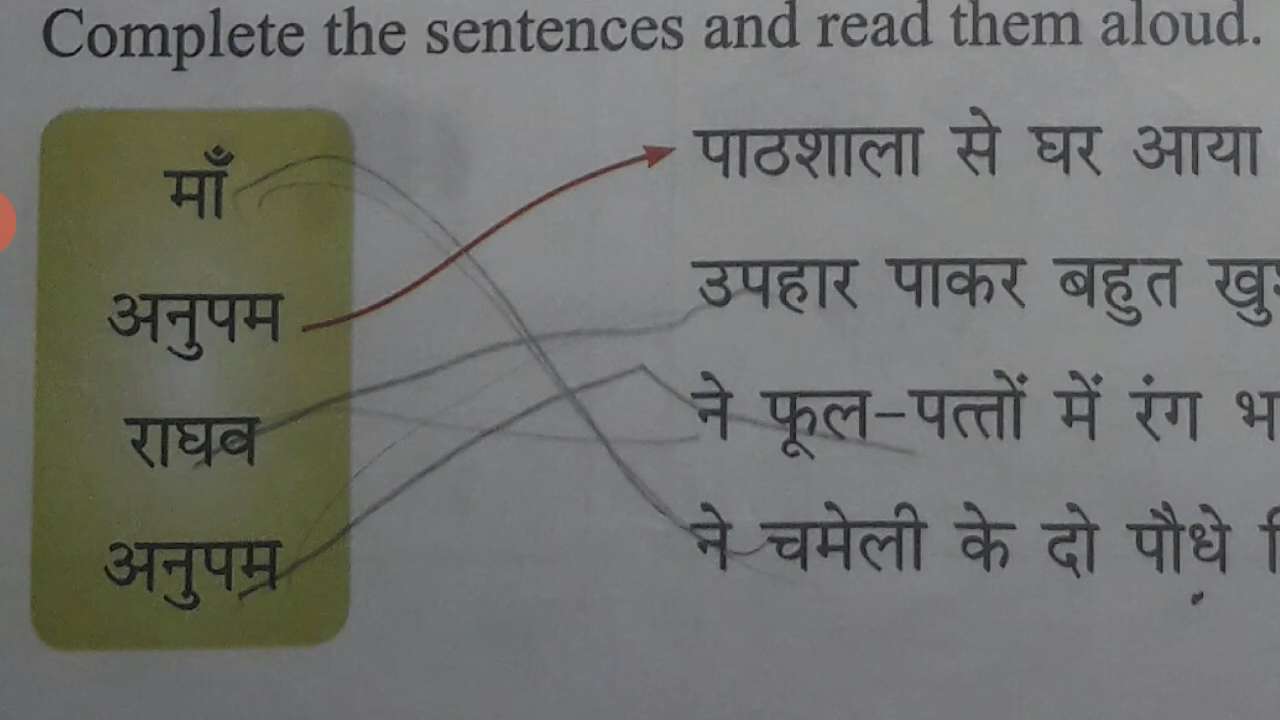 Complete the sentences and read them aloud.
माँ
अनुपम
राघव
अनुपम
पाठशाला से घर आया
उपहार पाकर बहुत
ने फूल-पत्तों में रंग
ने चमेली के दो पौधे